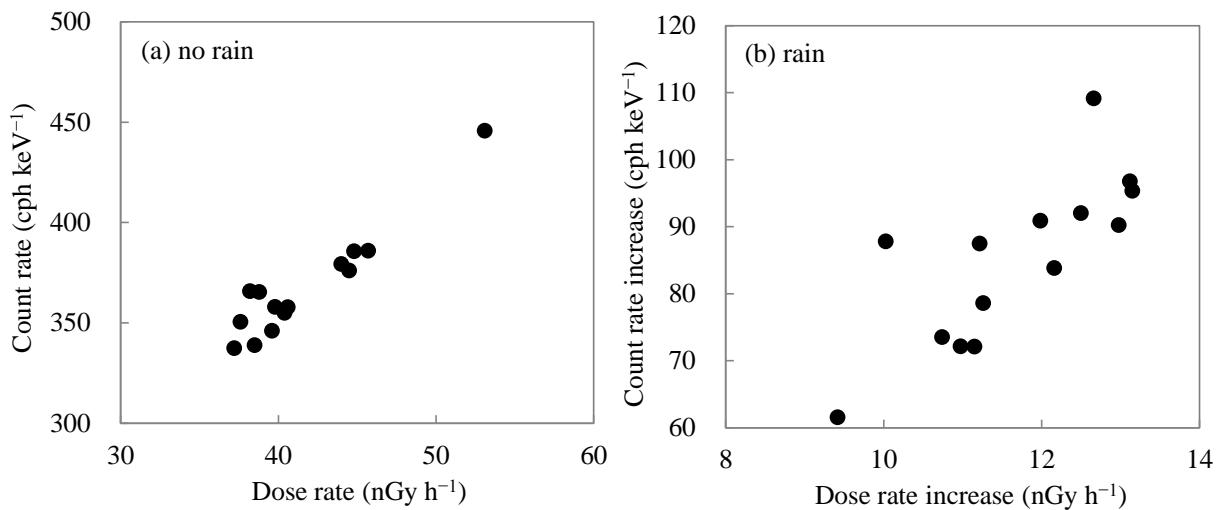 (a) no rain
Count rate (cph keV⁻¹)
500
450
400
350
300
30 40 50 60
Dose rate (nGy h⁻¹)
(b) rain
Count rate increase (cph keV⁻¹)
120
110
100
90
80
70
60
8 10 12 14
Dose rate increase (nGy h⁻¹)